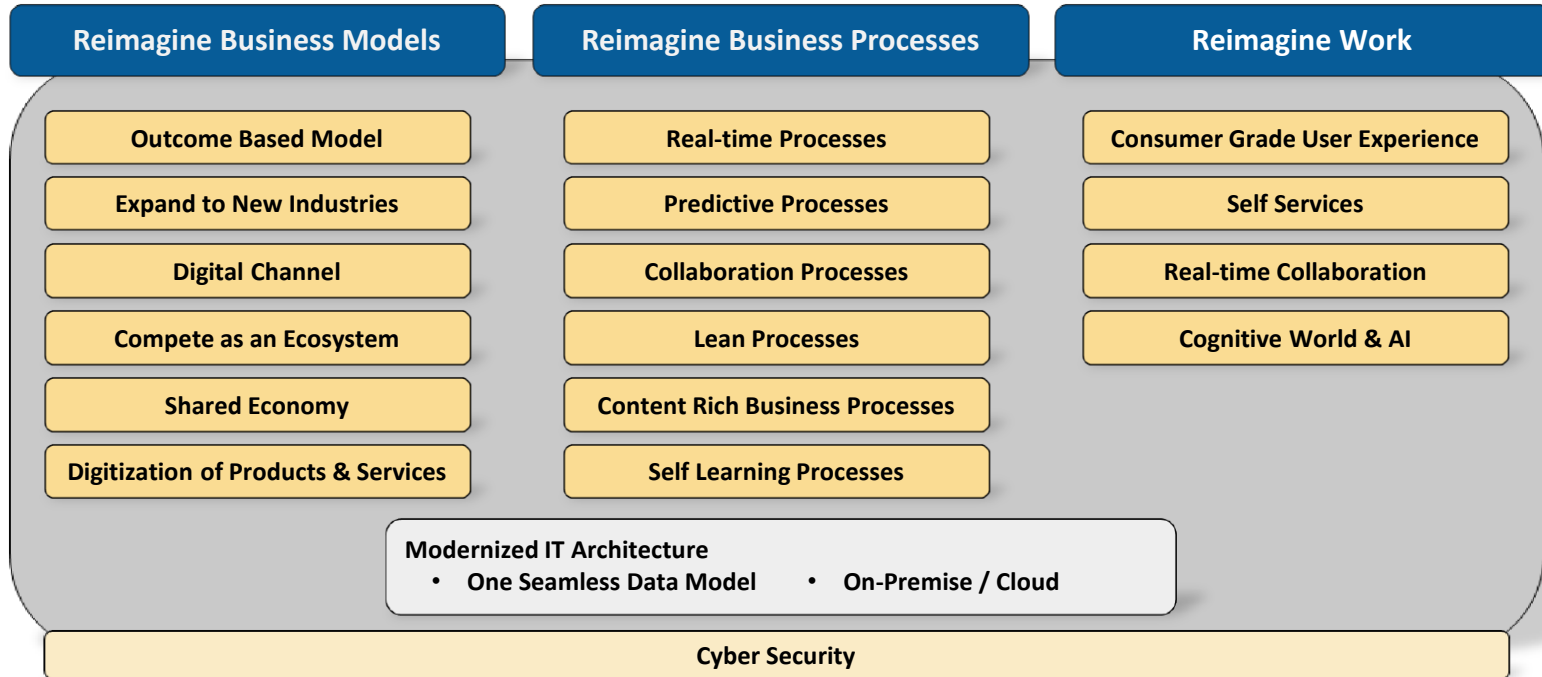 Reimagine Business Models
Reimagine Business Processes
Reimagine Work
Outcome Based Model
Expand to New Industries
Digital Channel
Compete as an Ecosystem
Shared Economy
Digitization of Products & Services
Real-time Processes
Predictive Processes
Collaboration Processes
Lean Processes
Content Rich Business Processes
Self Learning Processes
Consumer Grade User Experience
Self Services
Real-time Collaboration
Cognitive World & AI
Modernized IT Architecture
• One Seamless Data Model • On-Premise / Cloud
Cyber Security